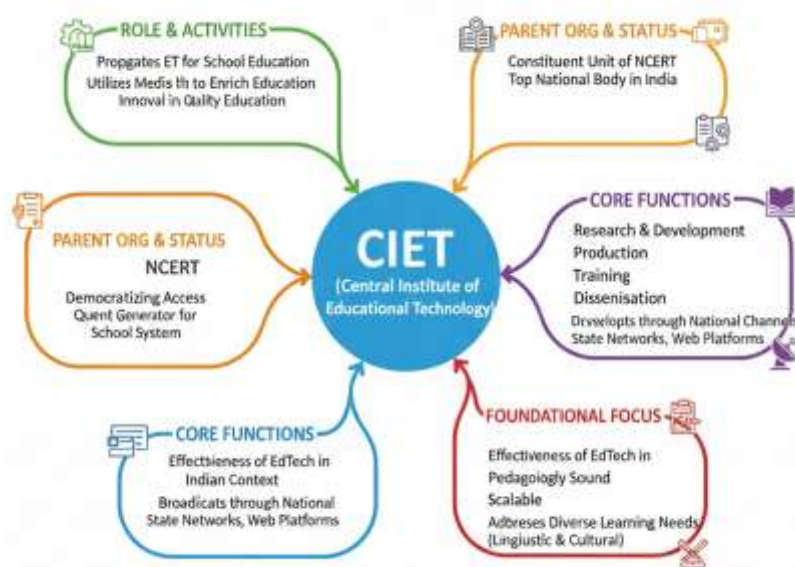 ROLE & ACTIVITIES
Propgates ET for School Education
Utilizes Medis th to Enrich Education
Innoval in Qality Education
PARENT ORG & STATUS
Constituent Unit of NCERT
Top National Body in India
PARENT ORG & STATUS
NCERT
Democratizing Access
Quent Generator for
School System
CIET
(Central Institute of
Educational Technology)
CORE FUNCTIONS
Research & Development
Production
Training
Dissenisation
through National Channels
State Networks, Web Platforms
CORE FUNCTIONS
of EdTech in
Indian Context
Broadicats through National
State Networks, Web Platforms
FOUNDATIONAL FOCUS
Effectiveness of EdTech in
Pedagoiogly Sound
Scalable
Adbreses Diverse Learning Needs
(Lingiustic & Cultural)